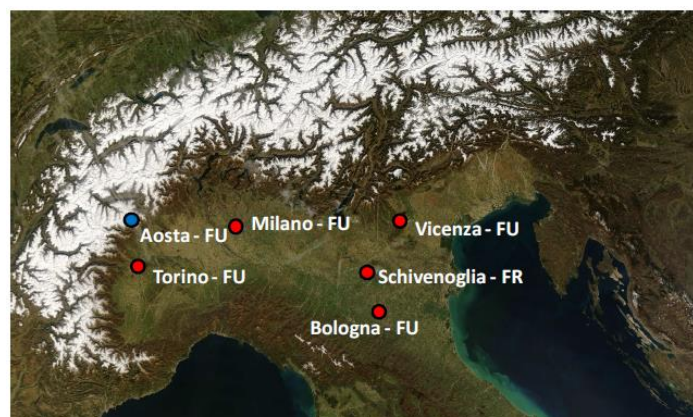 Milano - FU
Vicenza - FU
Aosta - FU
Torino - FU
Schivenoglia - FR
Bologna - FU